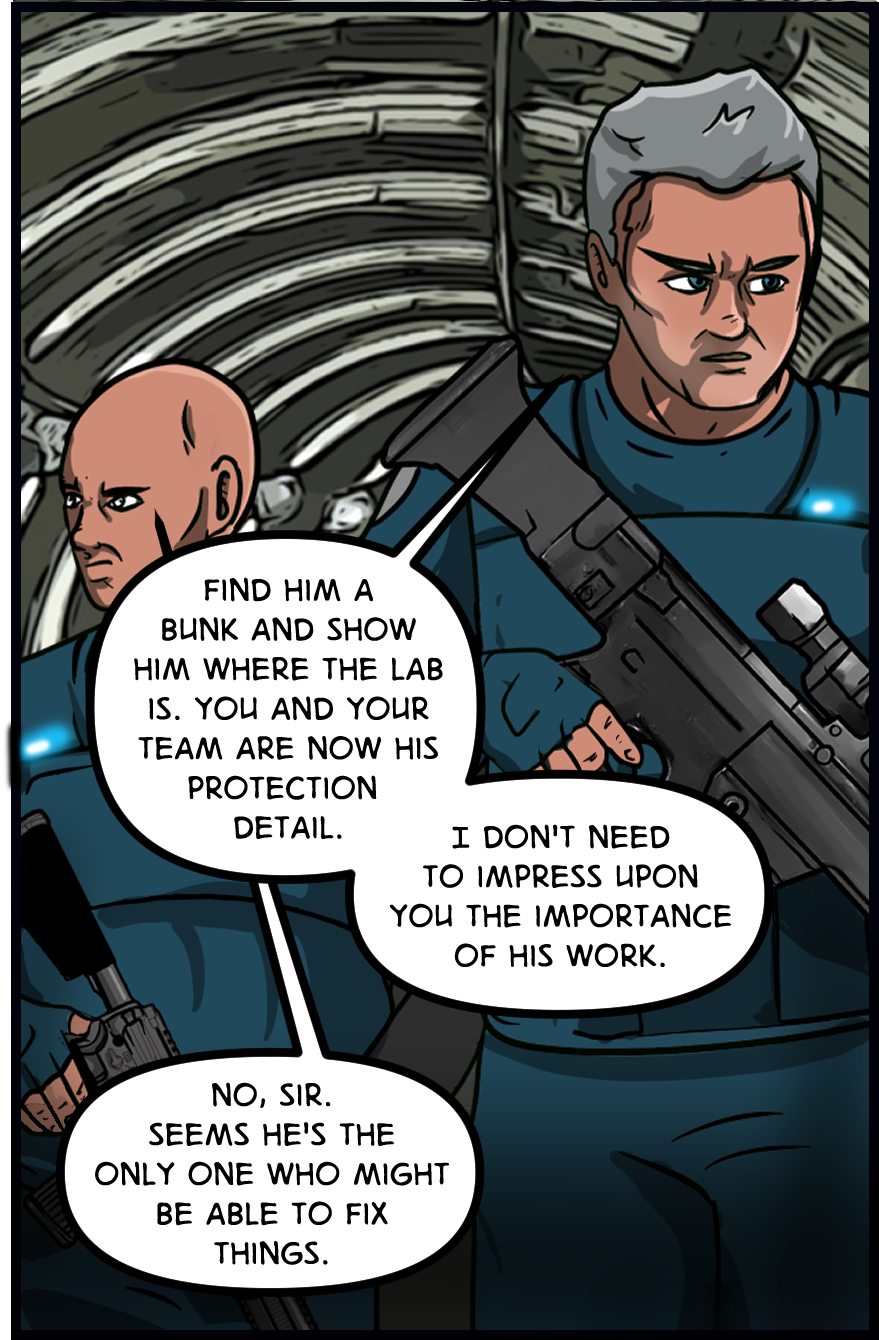 FIND HIM A
BUNK AND SHOW
HIM WHERE THE LAB
IS. YOU AND YOUR
TEAM ARE NOW HIS
PROTECTION
DETAIL.
I DON'T NEED
TO IMPRESS UPON
YOU THE IMPORTANCE
OF HIS WORK.
NO, SIR.
SEEMS HE'S THE
ONLY ONE WHO MIGHT
BE ABLE TO FIX
THINGS.